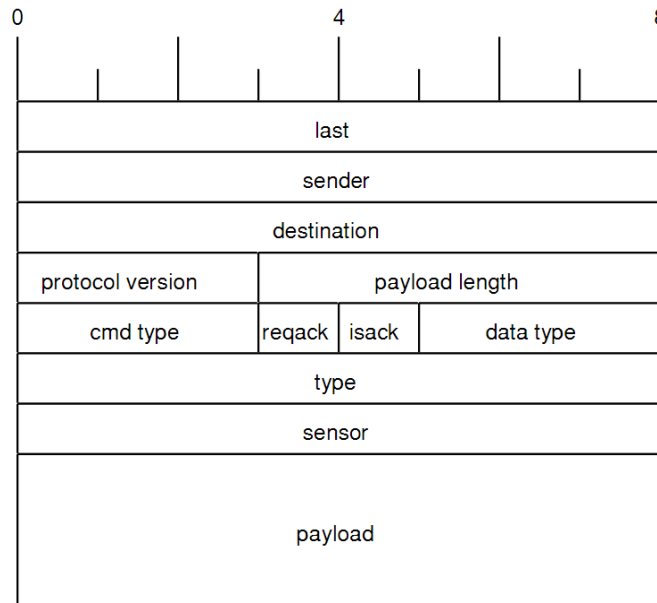 0 4 8
last
sender
destination
protocol version payload length
cmd type reqack isack data type
type
sensor
payload